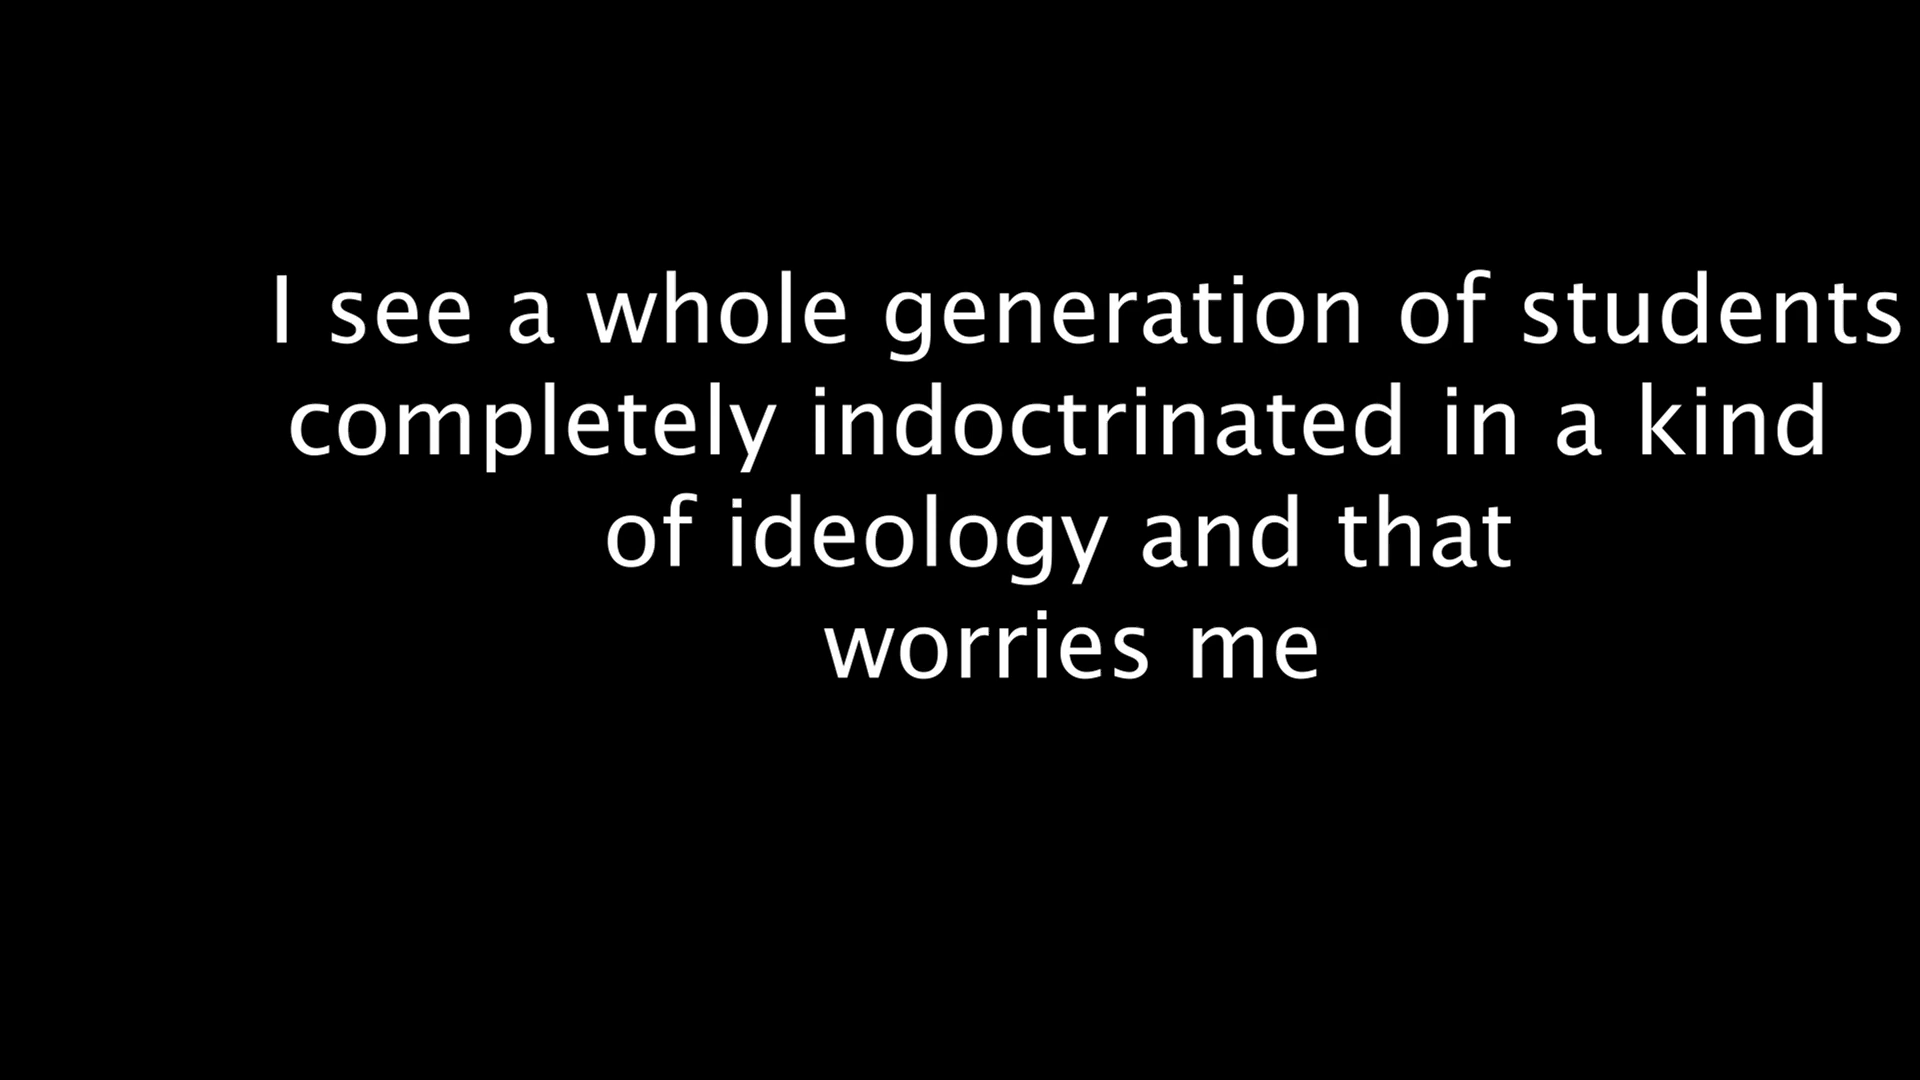 I see a whole generation of students
completely indoctrinated in a kind
of ideology and that
worries me